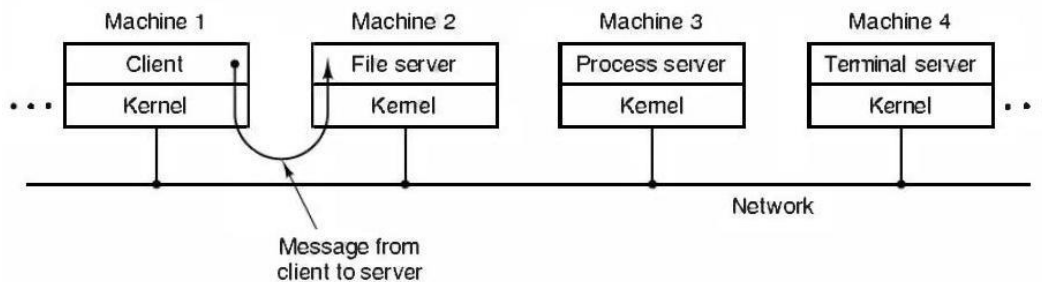 Machine 1
Machine 2
Machine 3
Machine 4
Client
File server
Process server
Terminal server
Kernel
Kernel
Kernel
Kernel
Network
Message from
client to server